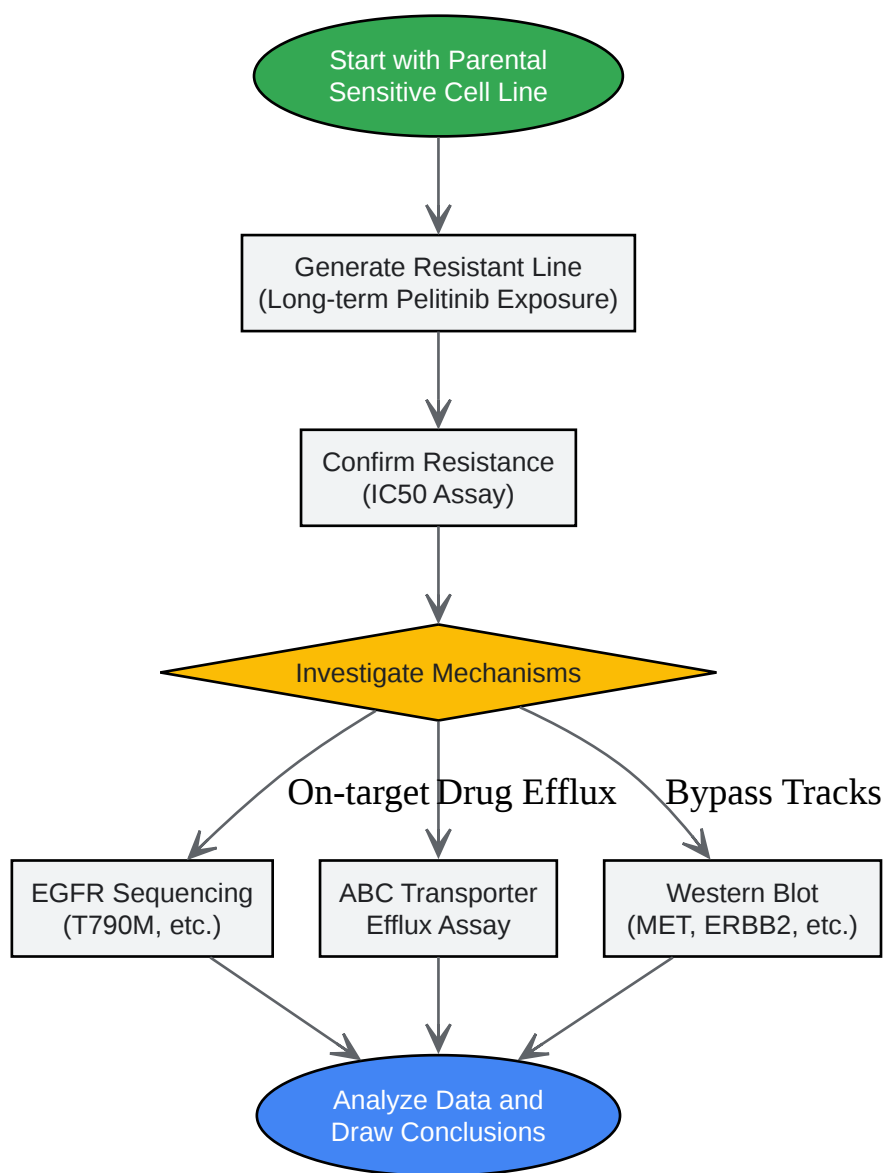 Start with Parental
Sensitive Cell Line
Generate Resistant Line
(Long-term Pelitinib Exposure)
Confirm Resistance
(IC50 Assay)
Investigate Mechanisms
On-target
Drug Efflux
Bypass Tracks
EGFR Sequencing
(T790M, etc.)
ABC Transporter
Efflux Assay
Western Blot
(MET, ERBB2, etc.)
Analyze Data and
Draw Conclusions